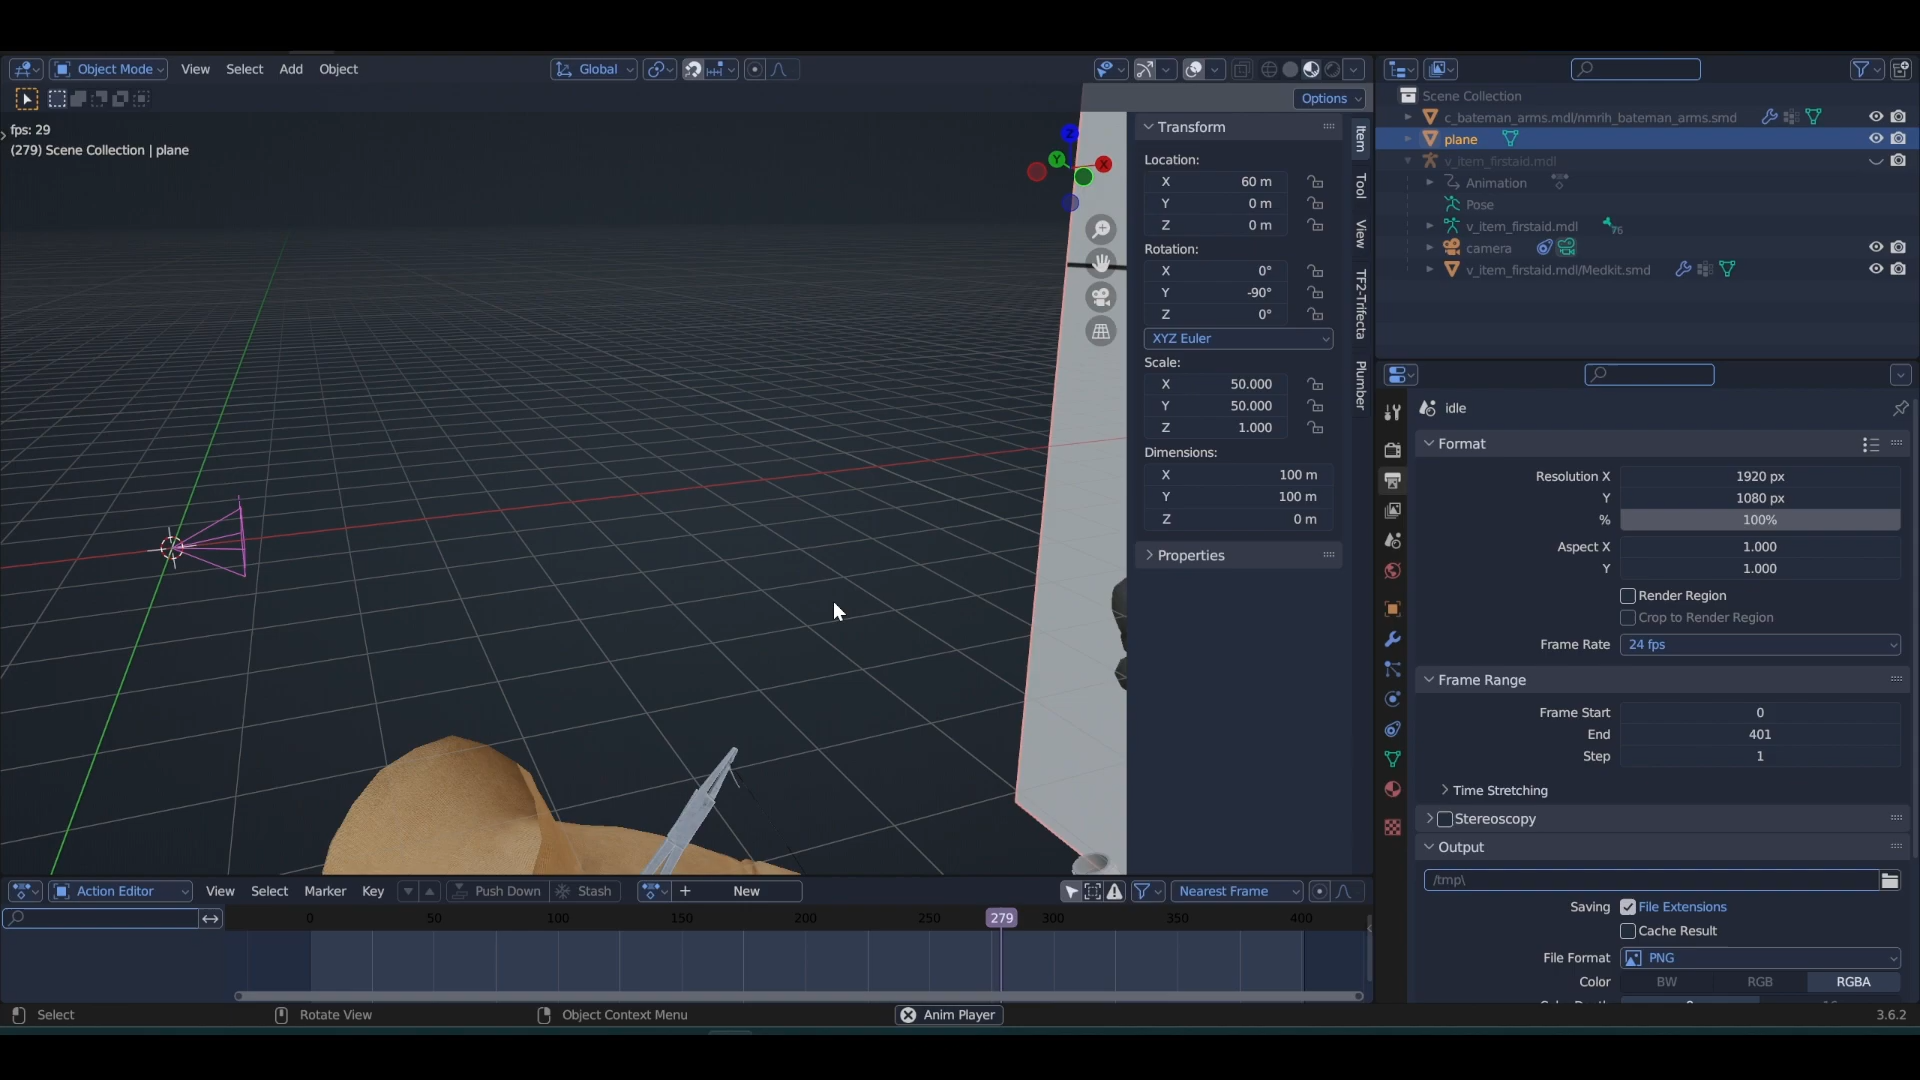 Object Mode View Select Add Object Global
Options
fps: 29
(279) Scene Collection | plane
Z
Y
X
Transform
Location:
X 60 m
Y 0 m
Z 0 m
Rotation:
X 0°
Y -90°
Z 0°
XYZ Euler
Scale:
X 50.000
Y 50.000
Z 1.000
Dimensions:
X 100 m
Y 100 m
Z 0 m
Properties
Item
Tool
View
TF2-Trifecta
Plumber
Scene Collection
c_bateman_arms.mdl/nmrih_bateman_arms.smd
plane
v_item_firstaid.mdl
Animation
Pose
v_item_firstaid.mdl 76
camera
v_item_firstaid.mdl/Medkit.smd
idle
Format
Resolution X 1920 px
Y 1080 px
% 100%
Aspect X 1.000
Y 1.000
Render Region
Crop to Render Region
Frame Rate 24 fps
Frame Range
Frame Start 0
End 401
Step 1
Time Stretching
Stereoscopy
Output
/tmp\
Saving File Extensions
Cache Result
File Format PNG
Color BW RGB RGBA
Action Editor View Select Marker Key Push Down Stash New Nearest Frame
0 50 100 150 200 250 279 300 350 400
Select Rotate View Object Context Menu Anim Player 3.6.2